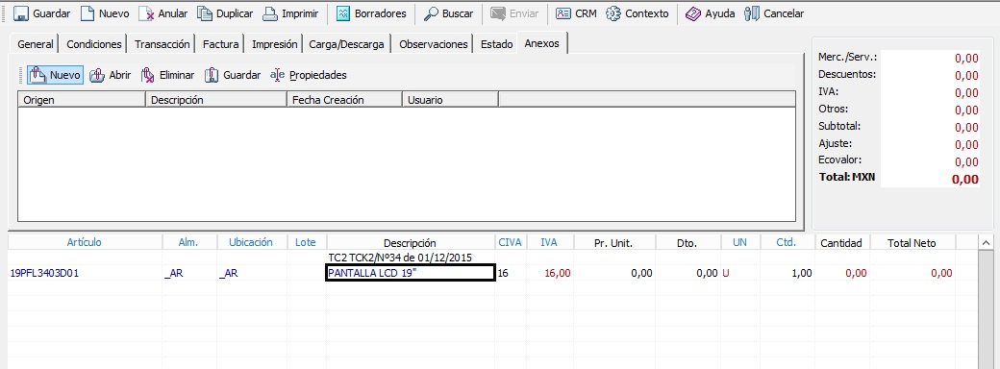 Guardar Nuevo Anular Duplicar Imprimir Borradores Buscar Enviar CRM Contexto Ayuda Cancelar
General Condiciones Transacción Factura Impresión Carga/Descarga Observaciones Estado Anexos
Nuevo Abrir Eliminar Guardar Propiedades
Origen Descripción Fecha Creación Usuario
Merc./Serv.: 0,00
Descuentos: 0,00
IVA: 0,00
Otros: 0,00
Subtotal: 0,00
Ajuste: 0,00
Ecovalor: 0,00
Total: MXN 0,00
Artículo Alm. Ubicación Lote Descripción CIVA IVA Pr. Unit. Dto. UN Ctd. Cantidad Total Neto
TC2 TCK2/Nº34 de 01/12/2015
19PFL3403D01 _AR _AR PANTALLA LCD 19" 16 16,00 0,00 0,00 U 1,00 0,00 0,00